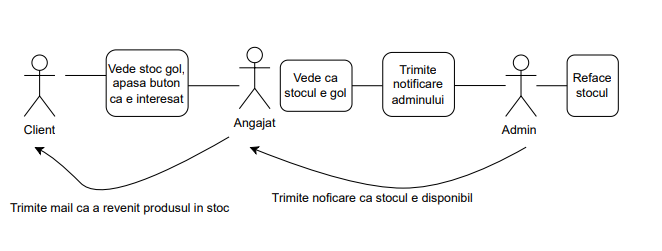 Vede stoc gol,
apasa buton
ca e interesat
Vede ca
stocul e gol
Trimite
notificare
adminului
Reface
stocul
Client
Angajat
Admin
Trimite mail ca a revenit produsul in stoc
Trimite noficare ca stocul e disponibil